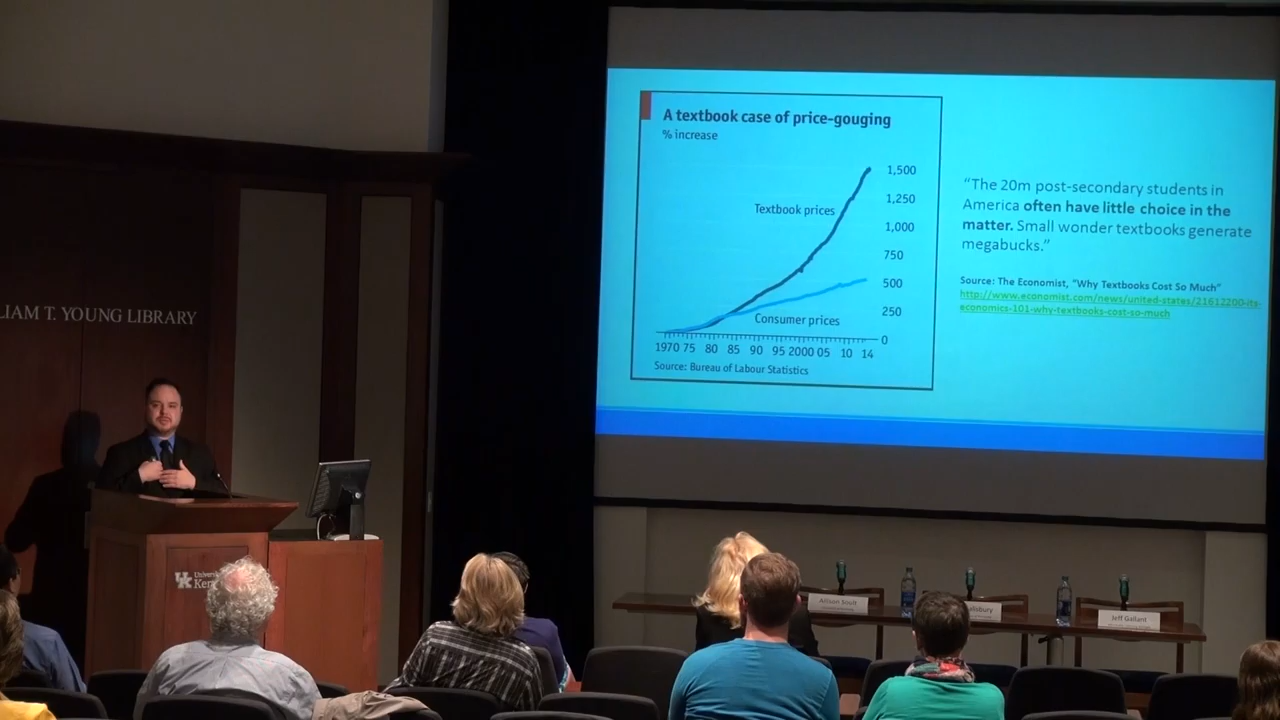 LIAM T. YOUNG LIBRARY
A textbook case of price-gouging
% increase
1,500
Textbook prices
1,250
1,000
750
500
Consumer prices
250
0
1970 75 80 85 90 95 2000 05 10 14
Source: Bureau of Labour Statistics
“The 20m post-secondary students in
America often have little choice in the
matter. Small wonder textbooks generate
megabucks.”
Source: The Economist, “Why Textbooks Cost So Much”
http://www.economist.com/news/united-states/21612200-its-
economics-101-why-textbooks-cost-so-much
UK
Jeff Gallant